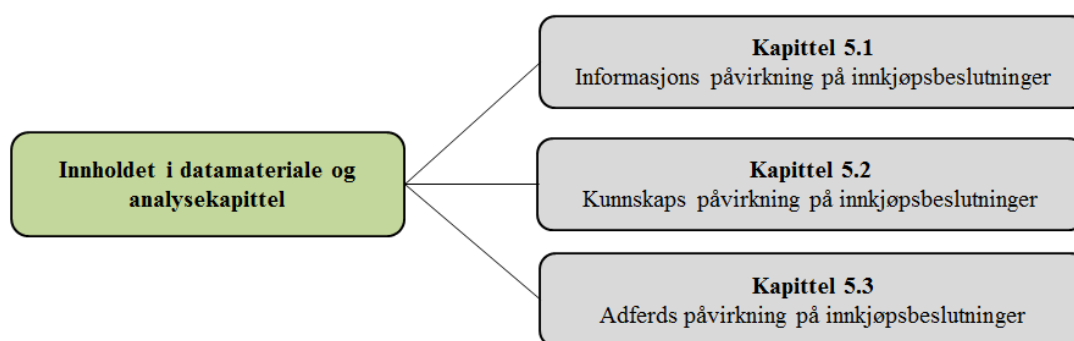 Innholdet i datamateriale og
analysekapittel
Kapittel 5.1
Informasjons påvirkning på innkjøpsbeslutninger
Kapittel 5.2
Kunnskaps påvirkning på innkjøpsbeslutninger
Kapittel 5.3
Adferds påvirkning på innkjøpsbeslutninger